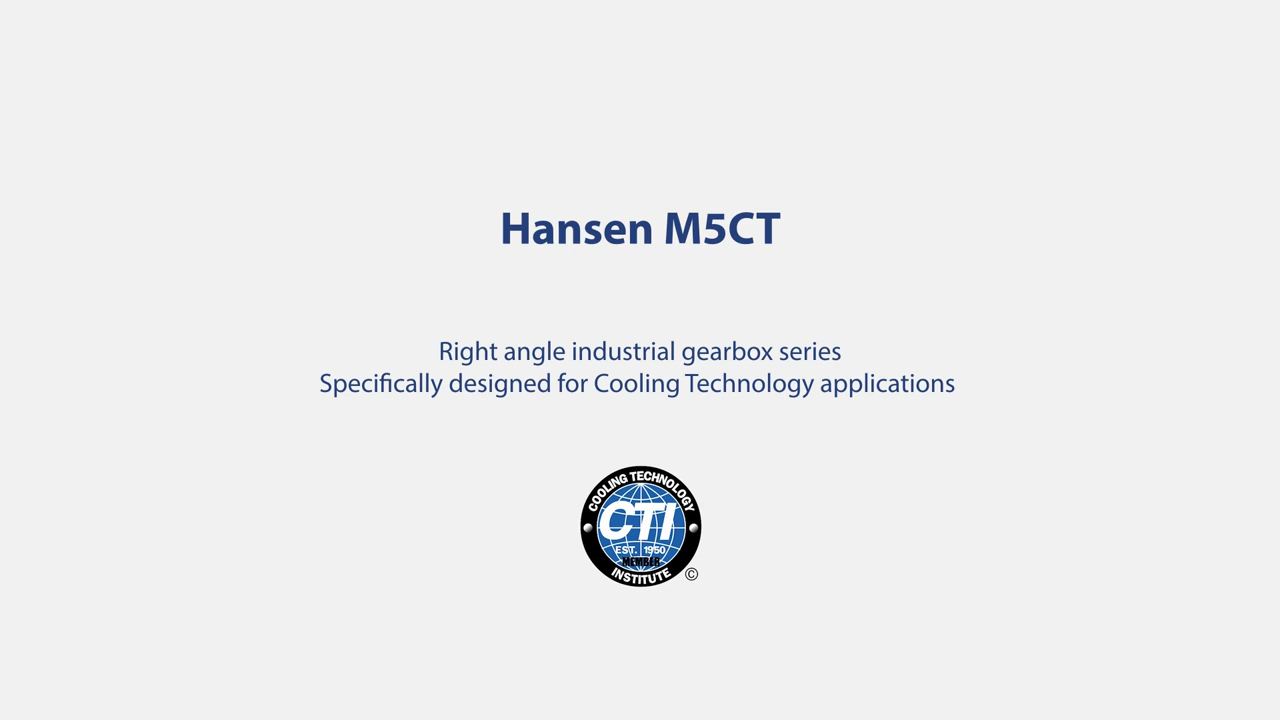 Hansen M5CT
Right angle industrial gearbox series
Specifically designed for Cooling Technology applications
COOLING TECHNOLOGY
CTI
EST. 1950
MEMBER
INSTITUTE
©